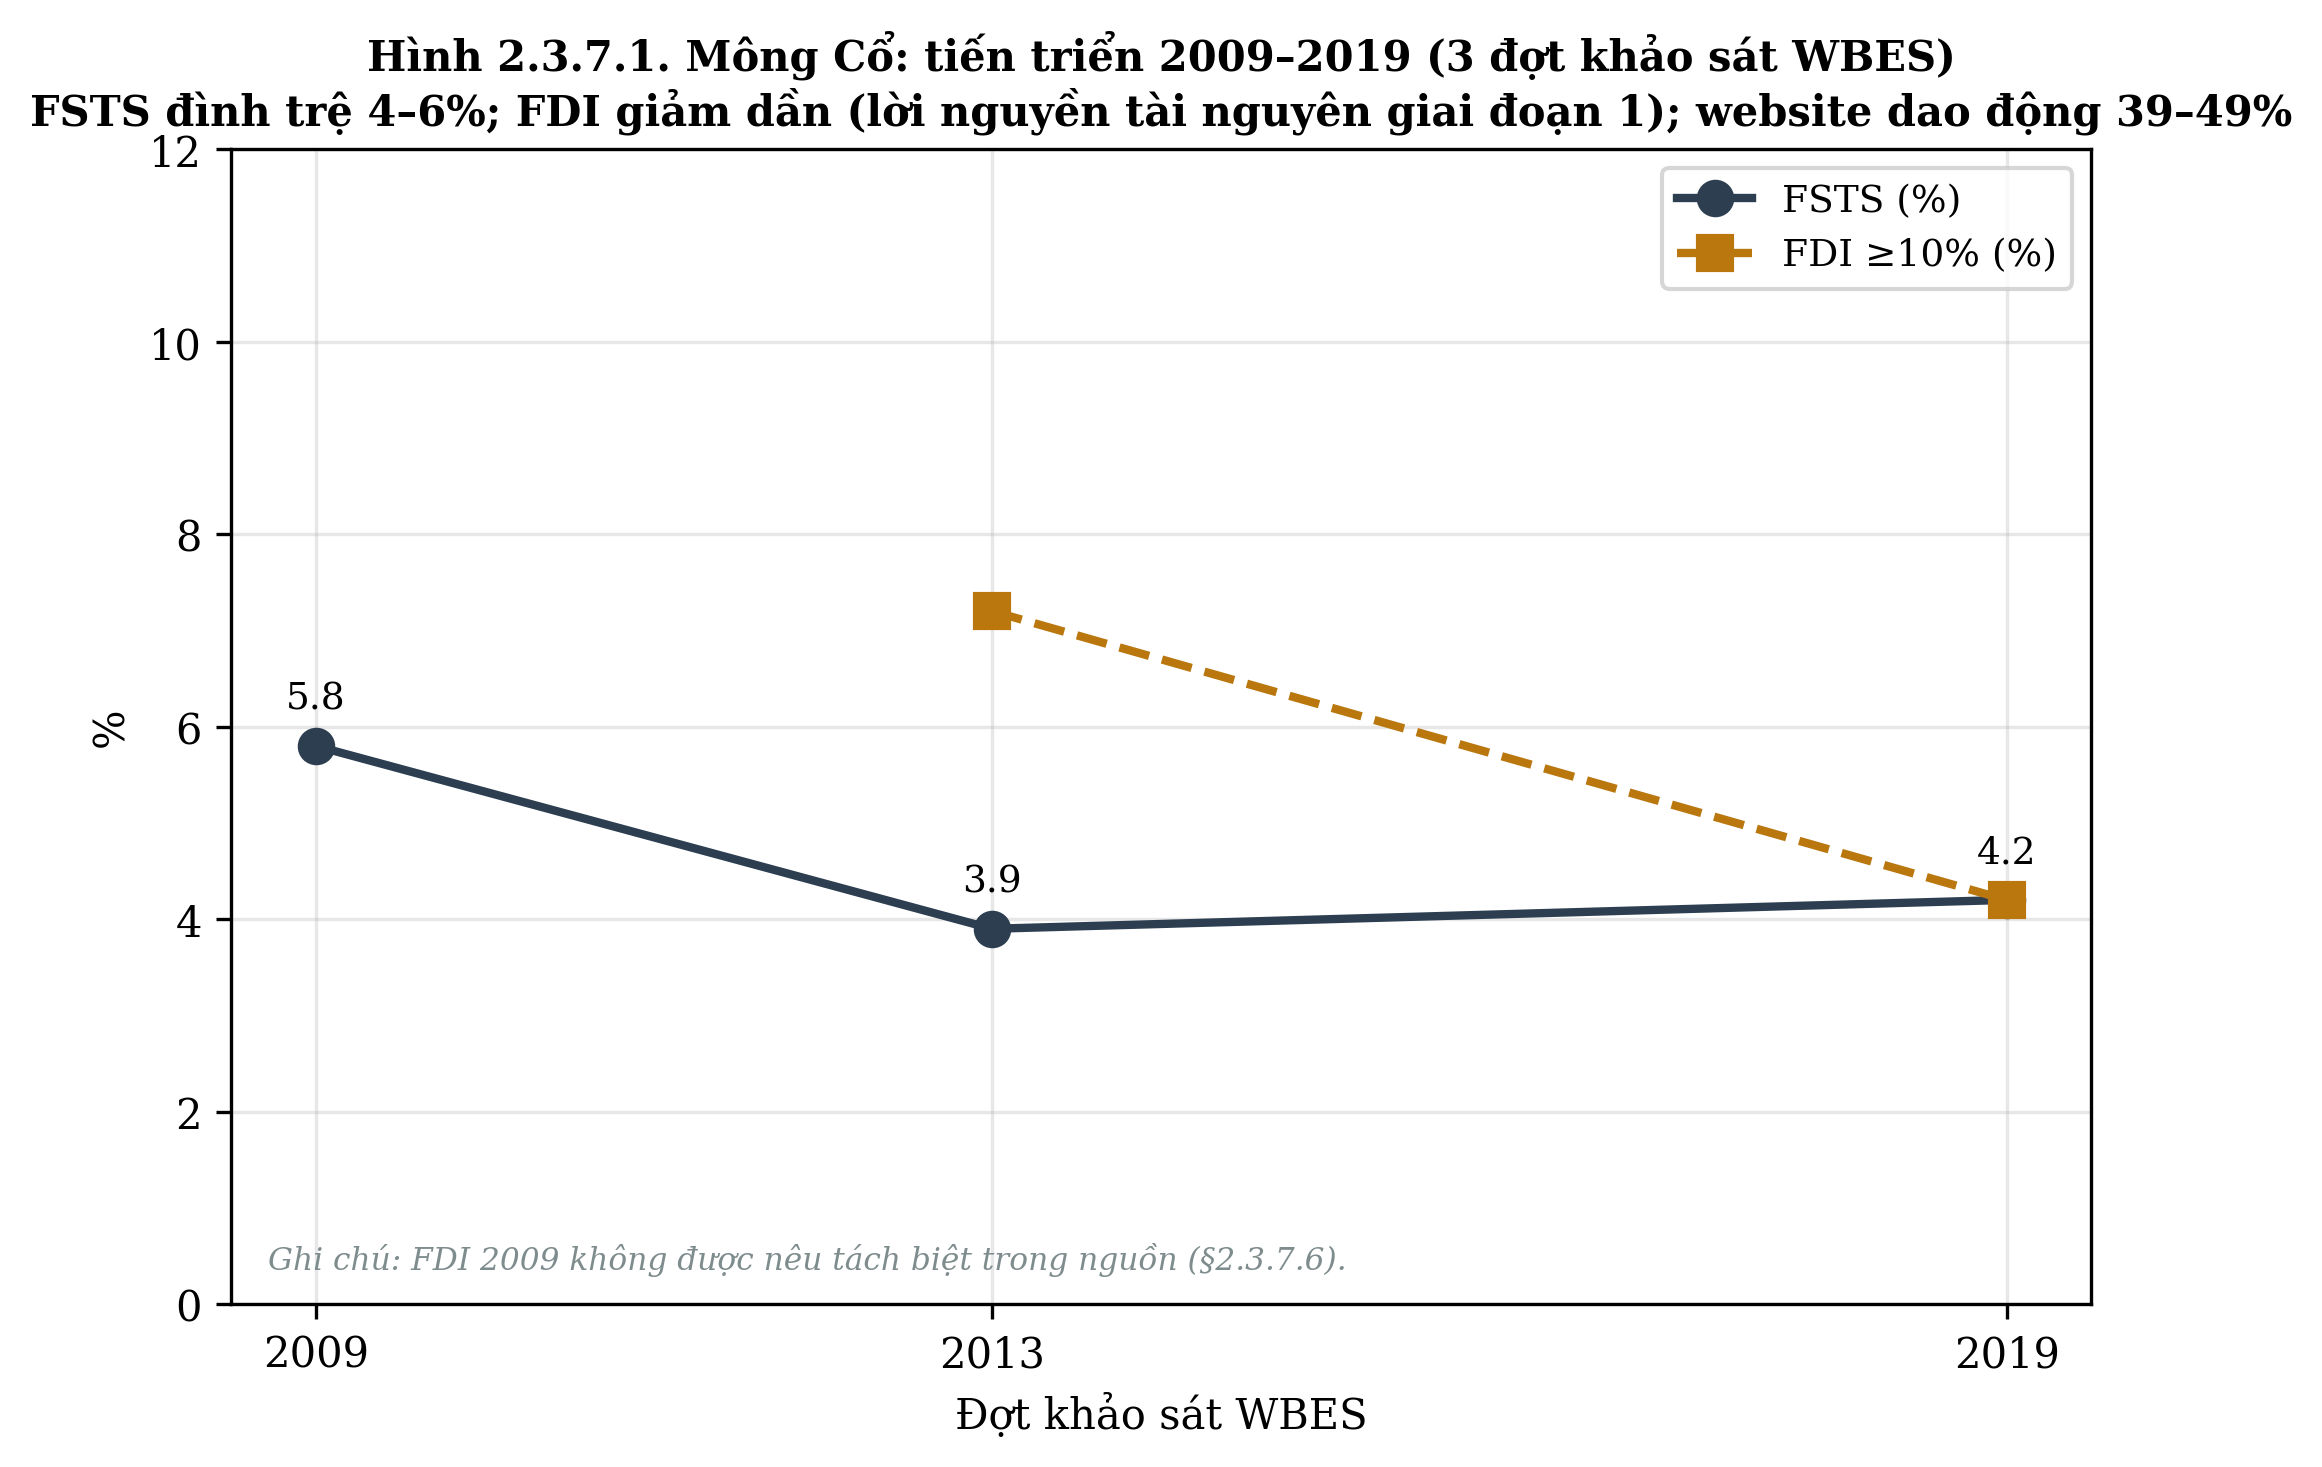 Hình 2.3.7.1. Mông Cổ: tiến triển 2009–2019 (3 đợt khảo sát WBES)
FSTS đình trệ 4–6%; FDI giảm dần (lời nguyền tài nguyên giai đoạn 1); website dao động 39–49%
12
10
8
6
4
2
0
%
FSTS (%)
FDI ≥10% (%)
5.8
3.9
4.2
Ghi chú: FDI 2009 không được nêu tách biệt trong nguồn (§2.3.7.6).
2009
2013
2019
Đợt khảo sát WBES